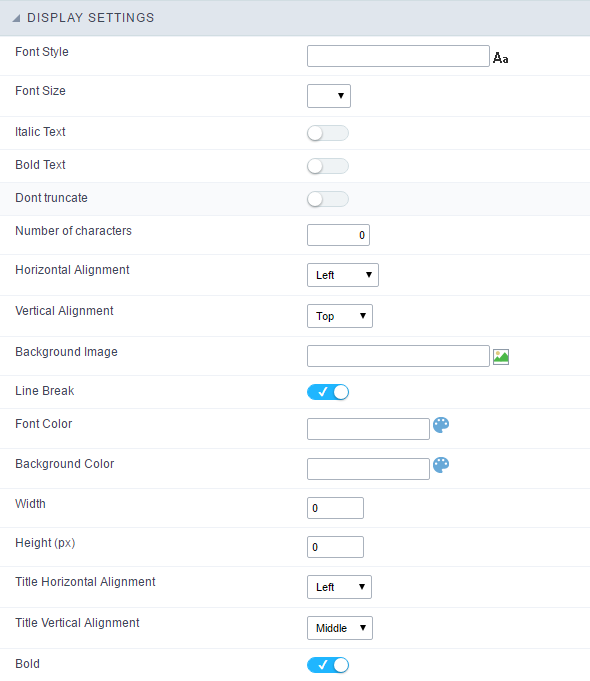 DISPLAY SETTINGS
Font Style Aa
Font Size
Italic Text
Bold Text
Dont truncate
Number of characters 0
Horizontal Alignment Left
Vertical Alignment Top
Background Image
Line Break
Font Color
Background Color
Width 0
Height (px) 0
Title Horizontal Alignment Left
Title Vertical Alignment Middle
Bold